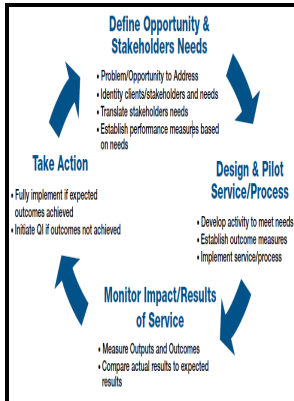 Define Opportunity &
Stakeholders Needs
• Problem/Opportunity to Address
• Identity clients/stakeholders and needs
• Translate stakeholders needs
• Establish performance measures based
on needs
Design & Pilot
Service/Process
• Develop activity to meet needs
• Establish outcome measures
• Implement service/process
Monitor Impact/Results
of Service
• Measure Outputs and Outcomes
• Compare actual results to expected
results
Take Action
• Fully implement if expected
outcomes achieved
• Initiate QI if outcomes not achieved